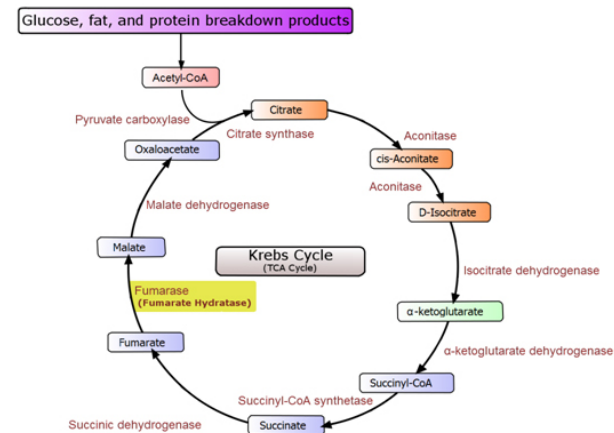 Glucose, fat, and protein breakdown products
Acetyl-CoA
Citrate
Pyruvate carboxylase
Citrate synthase
Aconitase
Oxaloacetate
cis-Aconitate
Aconitase
Malate dehydrogenase
D-Isocitrate
Malate
Krebs Cycle
(TCA Cycle)
Isocitrate dehydrogenase
Fumarase
(Fumarate Hydratase)
α-ketoglutarate
Fumarate
α-ketoglutarate dehydrogenase
Succinyl-CoA
Succinyl-CoA synthetase
Succinic dehydrogenase
Succinate